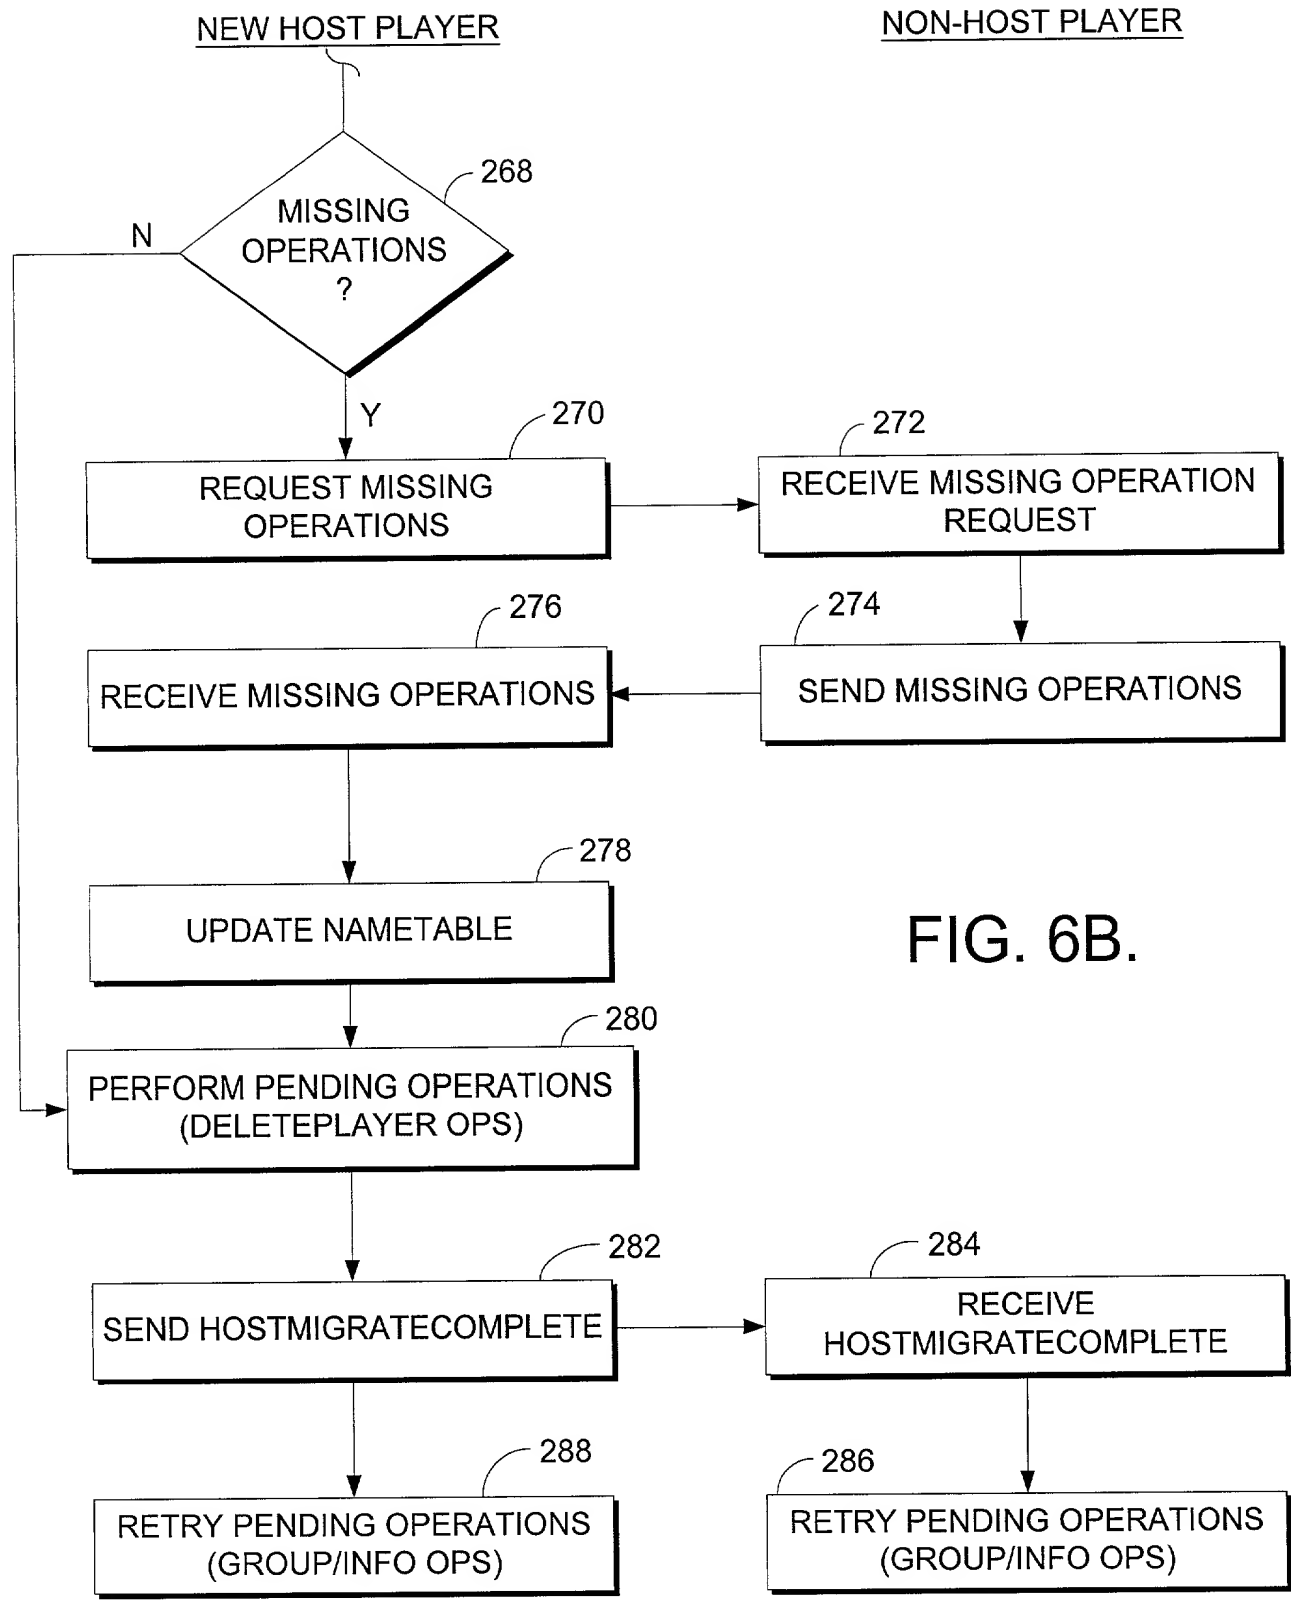 NEW HOST PLAYER
NON-HOST PLAYER
268
MISSING
OPERATIONS
?
N
Y
270
REQUEST MISSING
OPERATIONS
272
RECEIVE MISSING OPERATION
REQUEST
276
RECEIVE MISSING OPERATIONS
274
SEND MISSING OPERATIONS
278
UPDATE NAMETABLE
FIG. 6B.
280
PERFORM PENDING OPERATIONS
(DELETEPLAYER OPS)
282
SEND HOSTMIGRATECOMPLETE
284
RECEIVE
HOSTMIGRATECOMPLETE
288
RETRY PENDING OPERATIONS
(GROUP/INFO OPS)
286
RETRY PENDING OPERATIONS
(GROUP/INFO OPS)